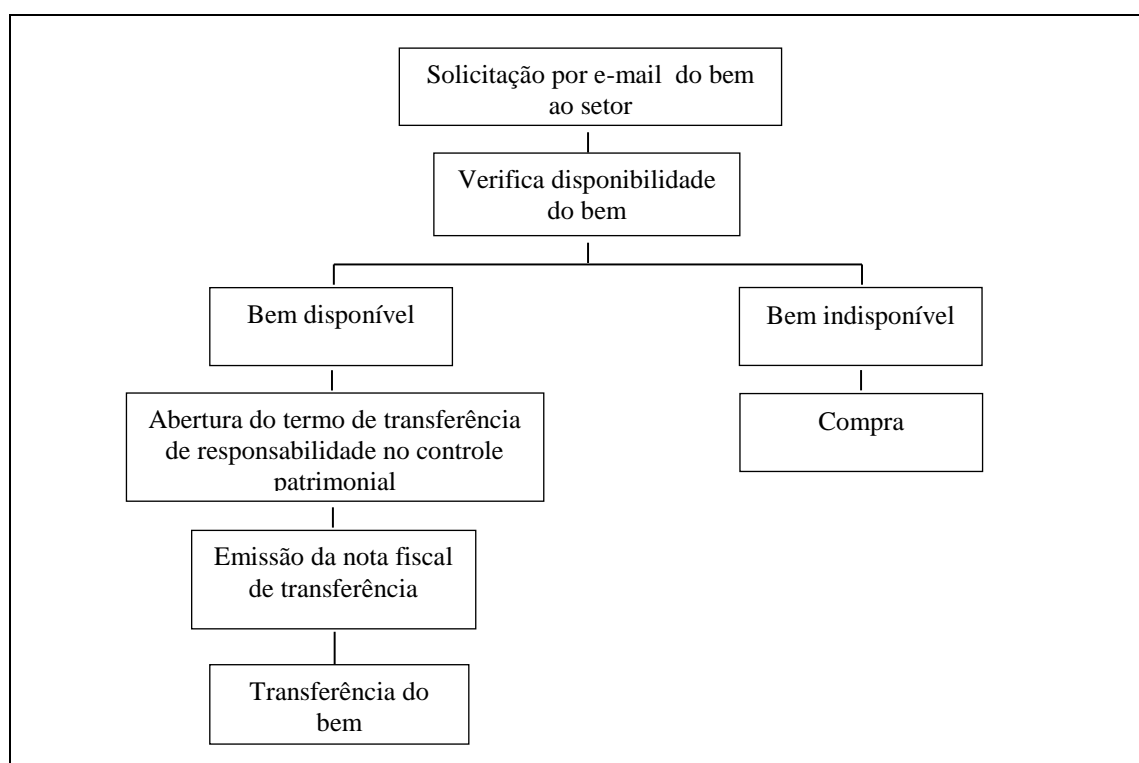 Solicitação por e-mail do bem
ao setor
Verifica disponibilidade
do bem
Bem disponível
Bem indisponível
Abertura do termo de transferência
de responsabilidade no controle
patrimonial
Compra
Emissão da nota fiscal
de transferência
Transferência do
bem